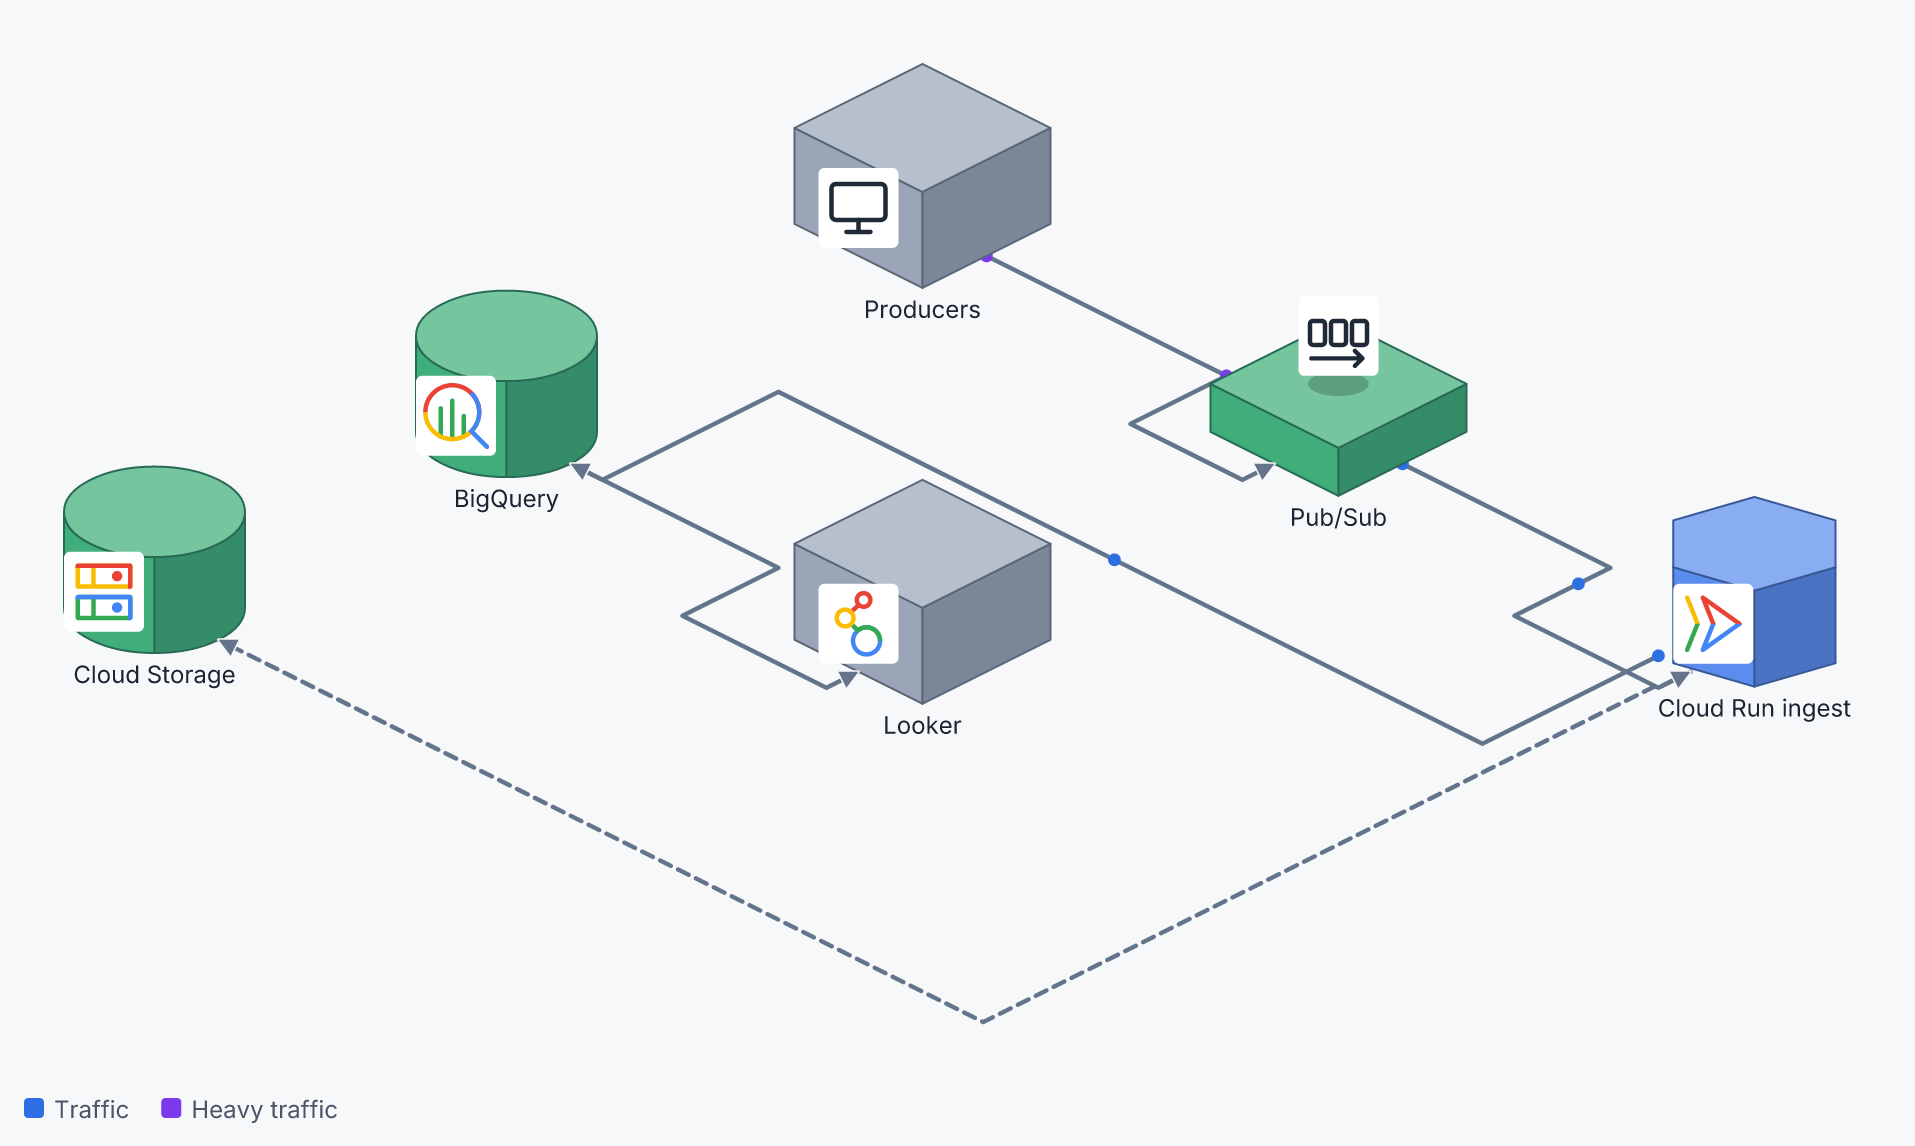 Producers
BigQuery
Pub/Sub
Cloud Storage
Looker
Cloud Run ingest
Traffic
Heavy traffic